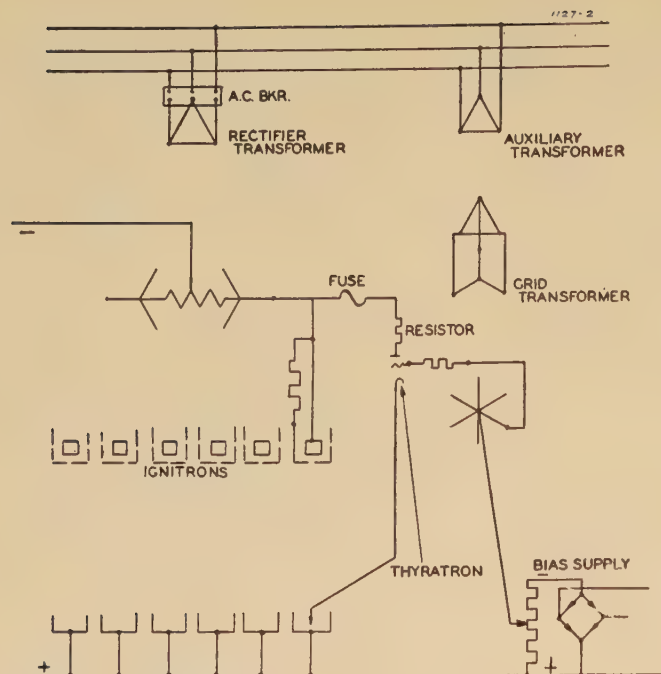 1127-2
A.C. BKR.
RECTIFIER
TRANSFORMER
AUXILIARY
TRANSFORMER
−
FUSE
GRID
TRANSFORMER
RESISTOR
IGNITRONS
THYRATRON
BIAS SUPPLY
−
+
+